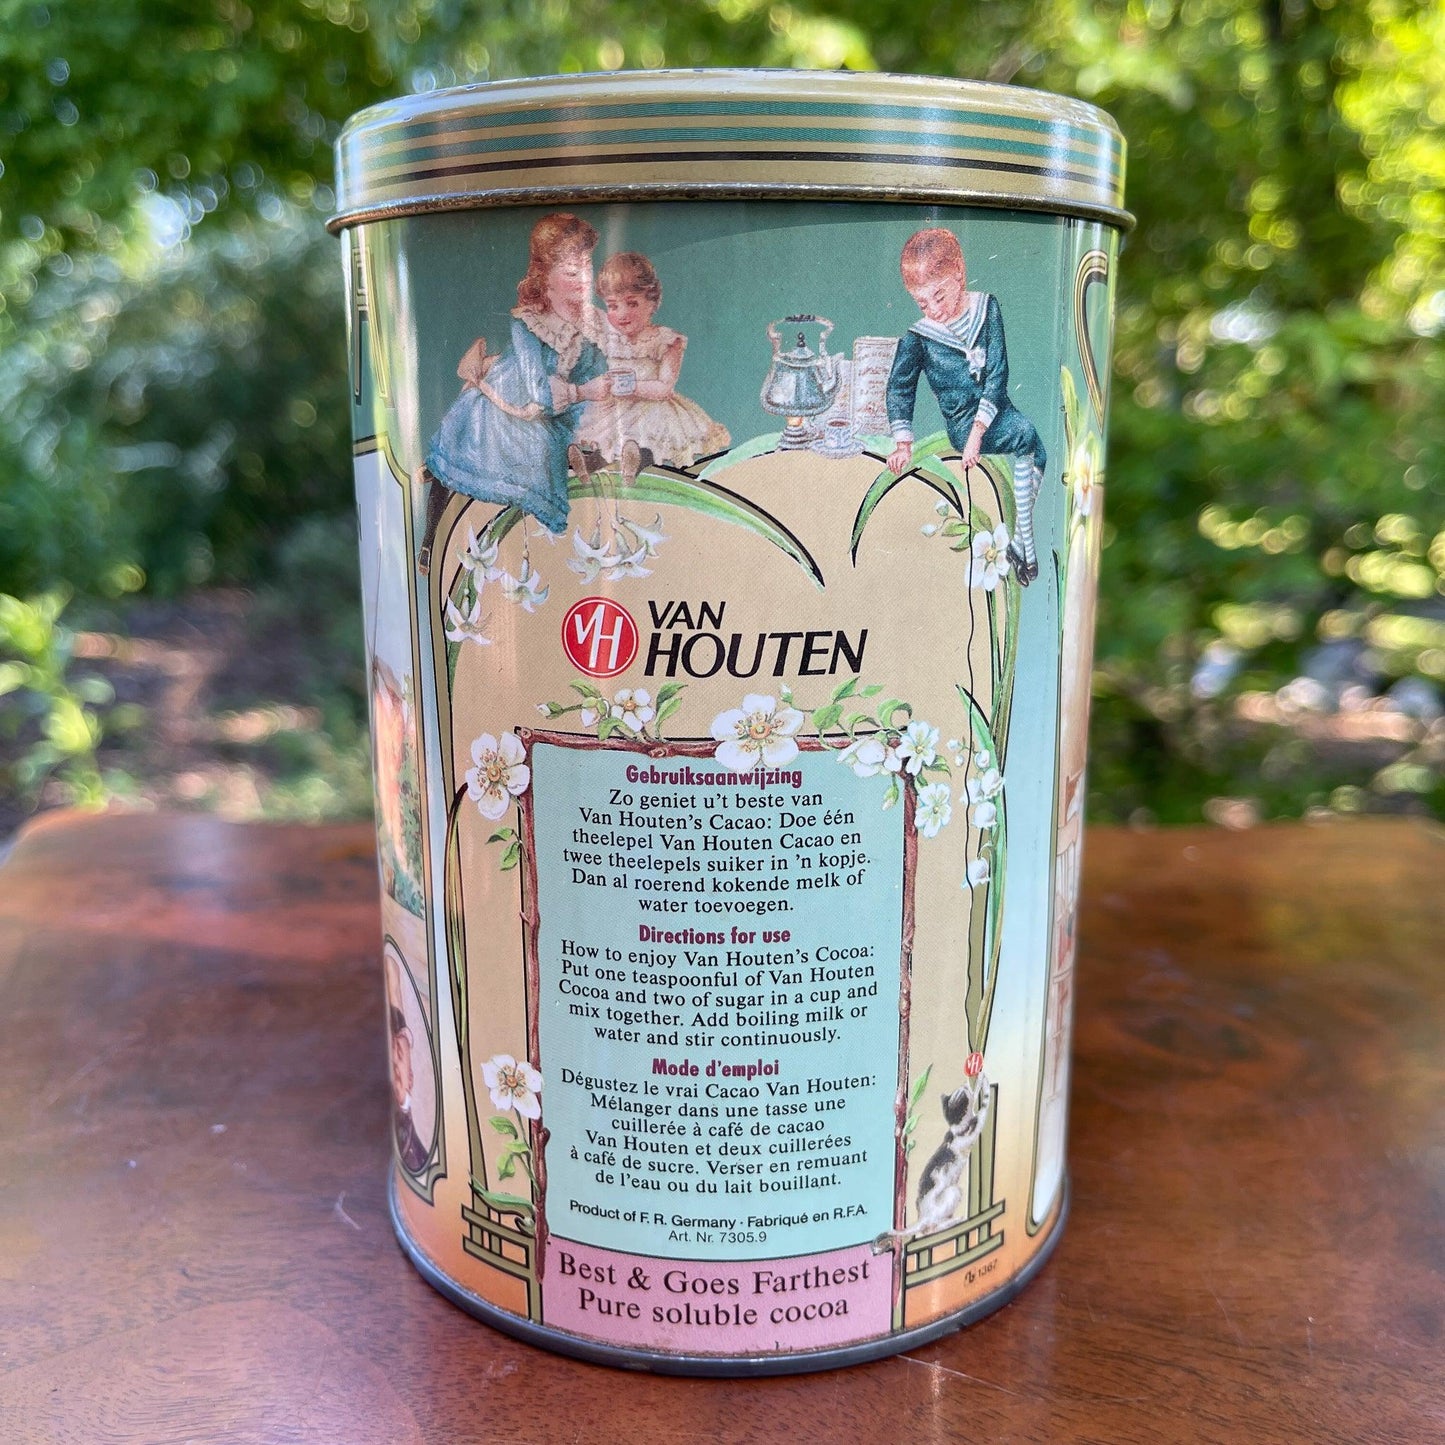 VH VAN
HOUTEN
Gebruiksaanwijzing
Zo geniet u't beste van
Van Houten's Cacao: Doe één
theelepel Van Houten Cacao en
twee theelepels suiker in 'n kopje.
Dan al roerend kokende melk of
water toevoegen.
Directions for use
How to enjoy Van Houten's Cocoa:
Put one teaspoonful of Van Houten
Cocoa and two of sugar in a cup and
mix together. Add boiling milk or
water and stir continuously.
Mode d'emploi
Dégustez le vrai Cacao Van Houten:
Mélanger dans une tasse une
cuillerée à café de cacao
Van Houten et deux cuillerées
à café de sucre. Verser en remuant
de l'eau ou du lait bouillant.
Product of F. R. Germany · Fabriqué en R.F.A.
Art. Nr. 7305.9
VH
Best & Goes Farthest
Pure soluble cocoa
1367